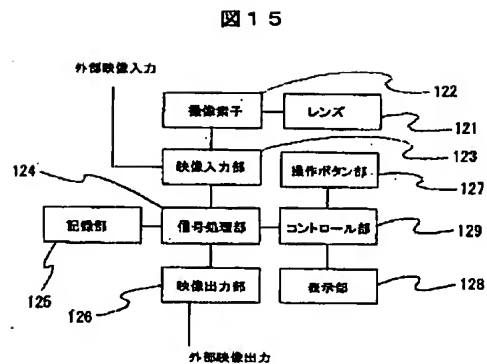 図15
外部映像入力
撮像素子
レンズ
122
121
映像入力部
123
124
操作ボタン部
127
記録部
信号処理部
コントロール部
129
125
映像出力部
126
表示部
128
外部映像出力